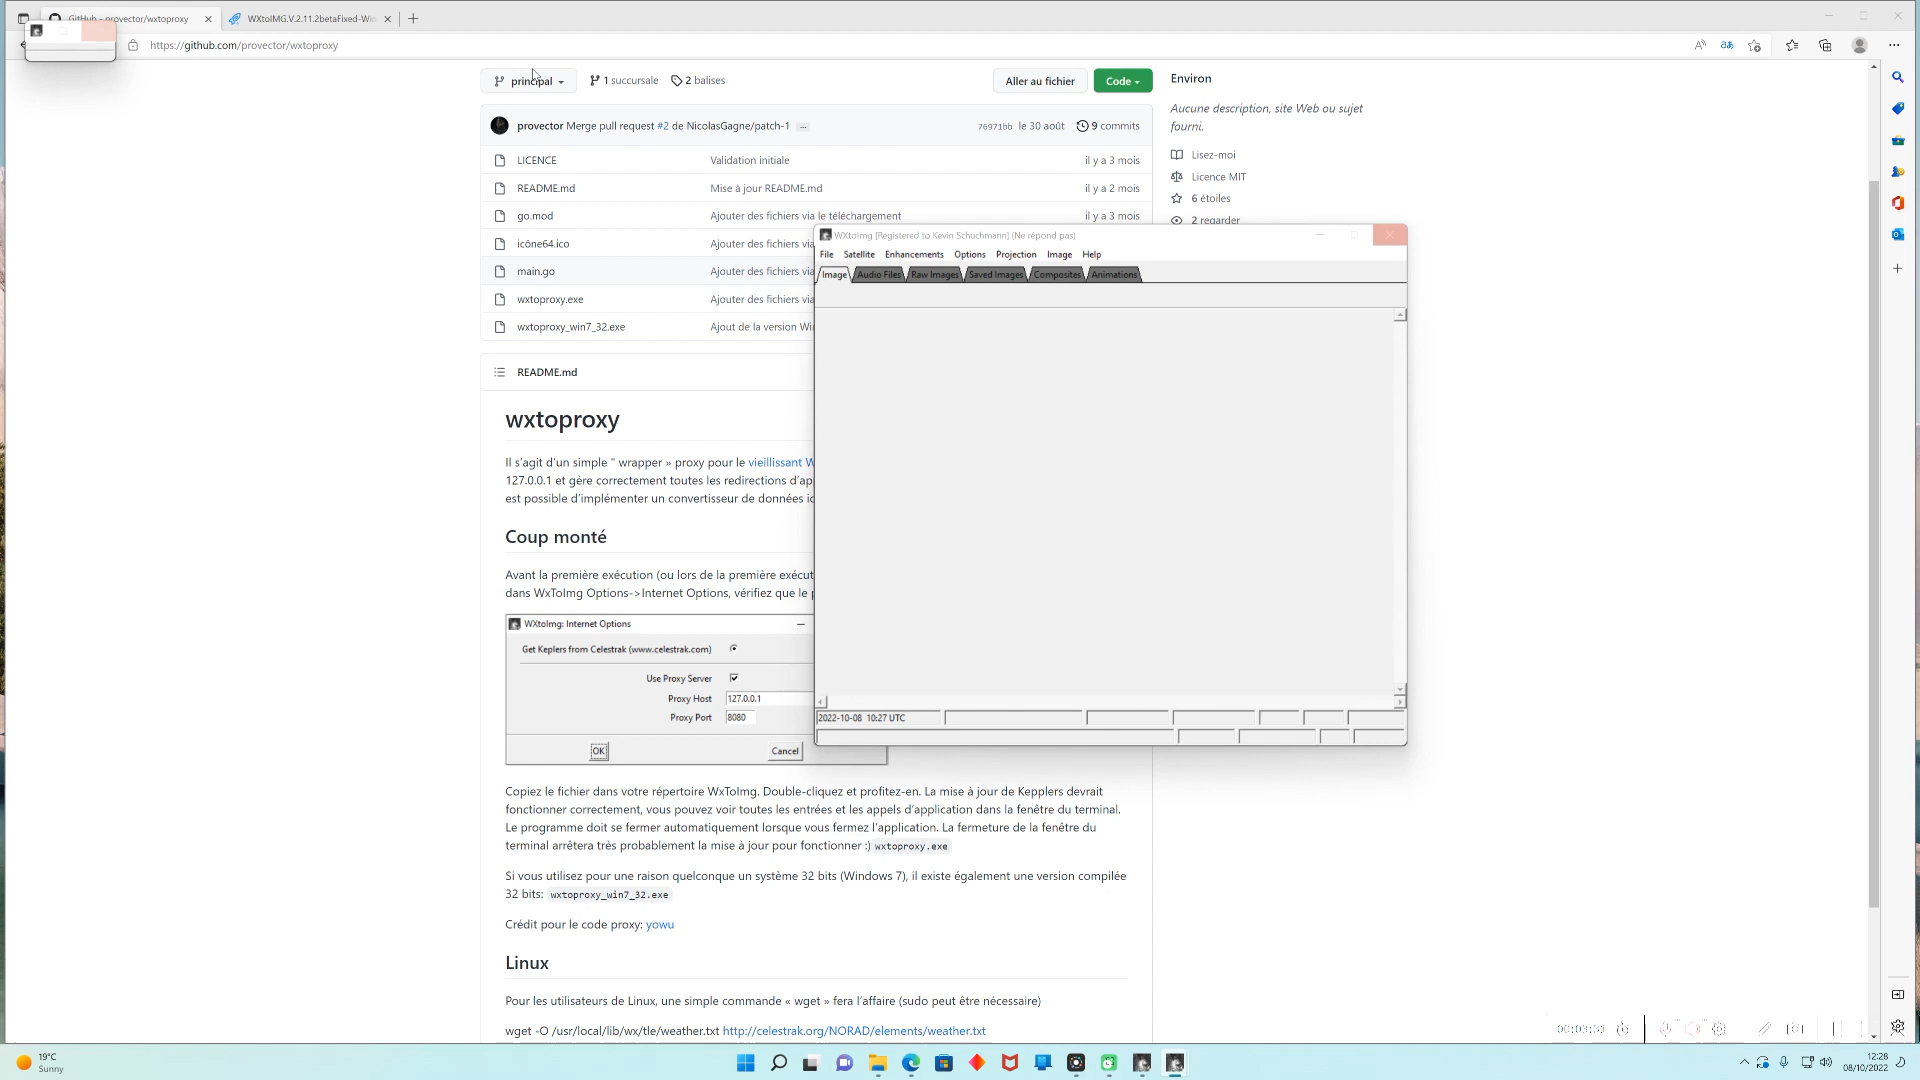 GitHub - provector/wxtoproxy
WXtoIMG.V.2.11.2betaFixed-Win
https://github.com/provector/wxtoproxy
principal
1 succursale
2 balises
Aller au fichier
Code
Environ
Aucune description, site Web ou sujet
fourni.
provector Merge pull request #2 de NicolasGagne/patch-1 ...
76971bb le 30 août
9 commits
LICENCE Validation initiale il y a 3 mois
Lisez-moi
README.md Mise à jour README.md il y a 2 mois
Licence MIT
go.mod Ajouter des fichiers via le téléchargement il y a 3 mois
6 étoiles
2 regarder
icône64.ico Ajouter des fichiers via
main.go Ajouter des fichiers via
wxtoproxy.exe Ajouter des fichiers via
wxtoproxy_win7_32.exe Ajout de la version Wi
WXtoImg [Registered to Kevin Schuchmann] (Ne répond pas)
File Satellite Enhancements Options Projection Image Help
Image Audio Files Raw Images Saved Images Composites Animations
2022-10-08 10:27 UTC
README.md
wxtoproxy
Il s'agit d'un simple " wrapper » proxy pour le vieillissant W
127.0.0.1 et gère correctement toutes les redirections d'ap
est possible d'implémenter un convertisseur de données ic
Coup monté
Avant la première exécution (ou lors de la première exécut
dans WxToImg Options->Internet Options, vérifiez que le p
WXtoImg: Internet Options
Get Keplers from Celestrak (www.celestrak.com)
Use Proxy Server
Proxy Host 127.0.0.1
Proxy Port 8080
OK Cancel
Copiez le fichier dans votre répertoire WxToImg. Double-cliquez et profitez-en. La mise à jour de Kepplers devrait
fonctionner correctement, vous pouvez voir toutes les entrées et les appels d'application dans la fenêtre du terminal.
Le programme doit se fermer automatiquement lorsque vous fermez l'application. La fermeture de la fenêtre du
terminal arrêtera très probablement la mise à jour pour fonctionner :) wxtoproxy.exe
Si vous utilisez pour une raison quelconque un système 32 bits (Windows 7), il existe également une version compilée
32 bits: wxtoproxy_win7_32.exe
Crédit pour le code proxy: yowu
Linux
Pour les utilisateurs de Linux, une simple commande « wget » fera l'affaire (sudo peut être nécessaire)
wget -O /usr/local/lib/wx/tle/weather.txt http://celestrak.org/NORAD/elements/weather.txt
19°C
Sunny
12:28
08/10/2022